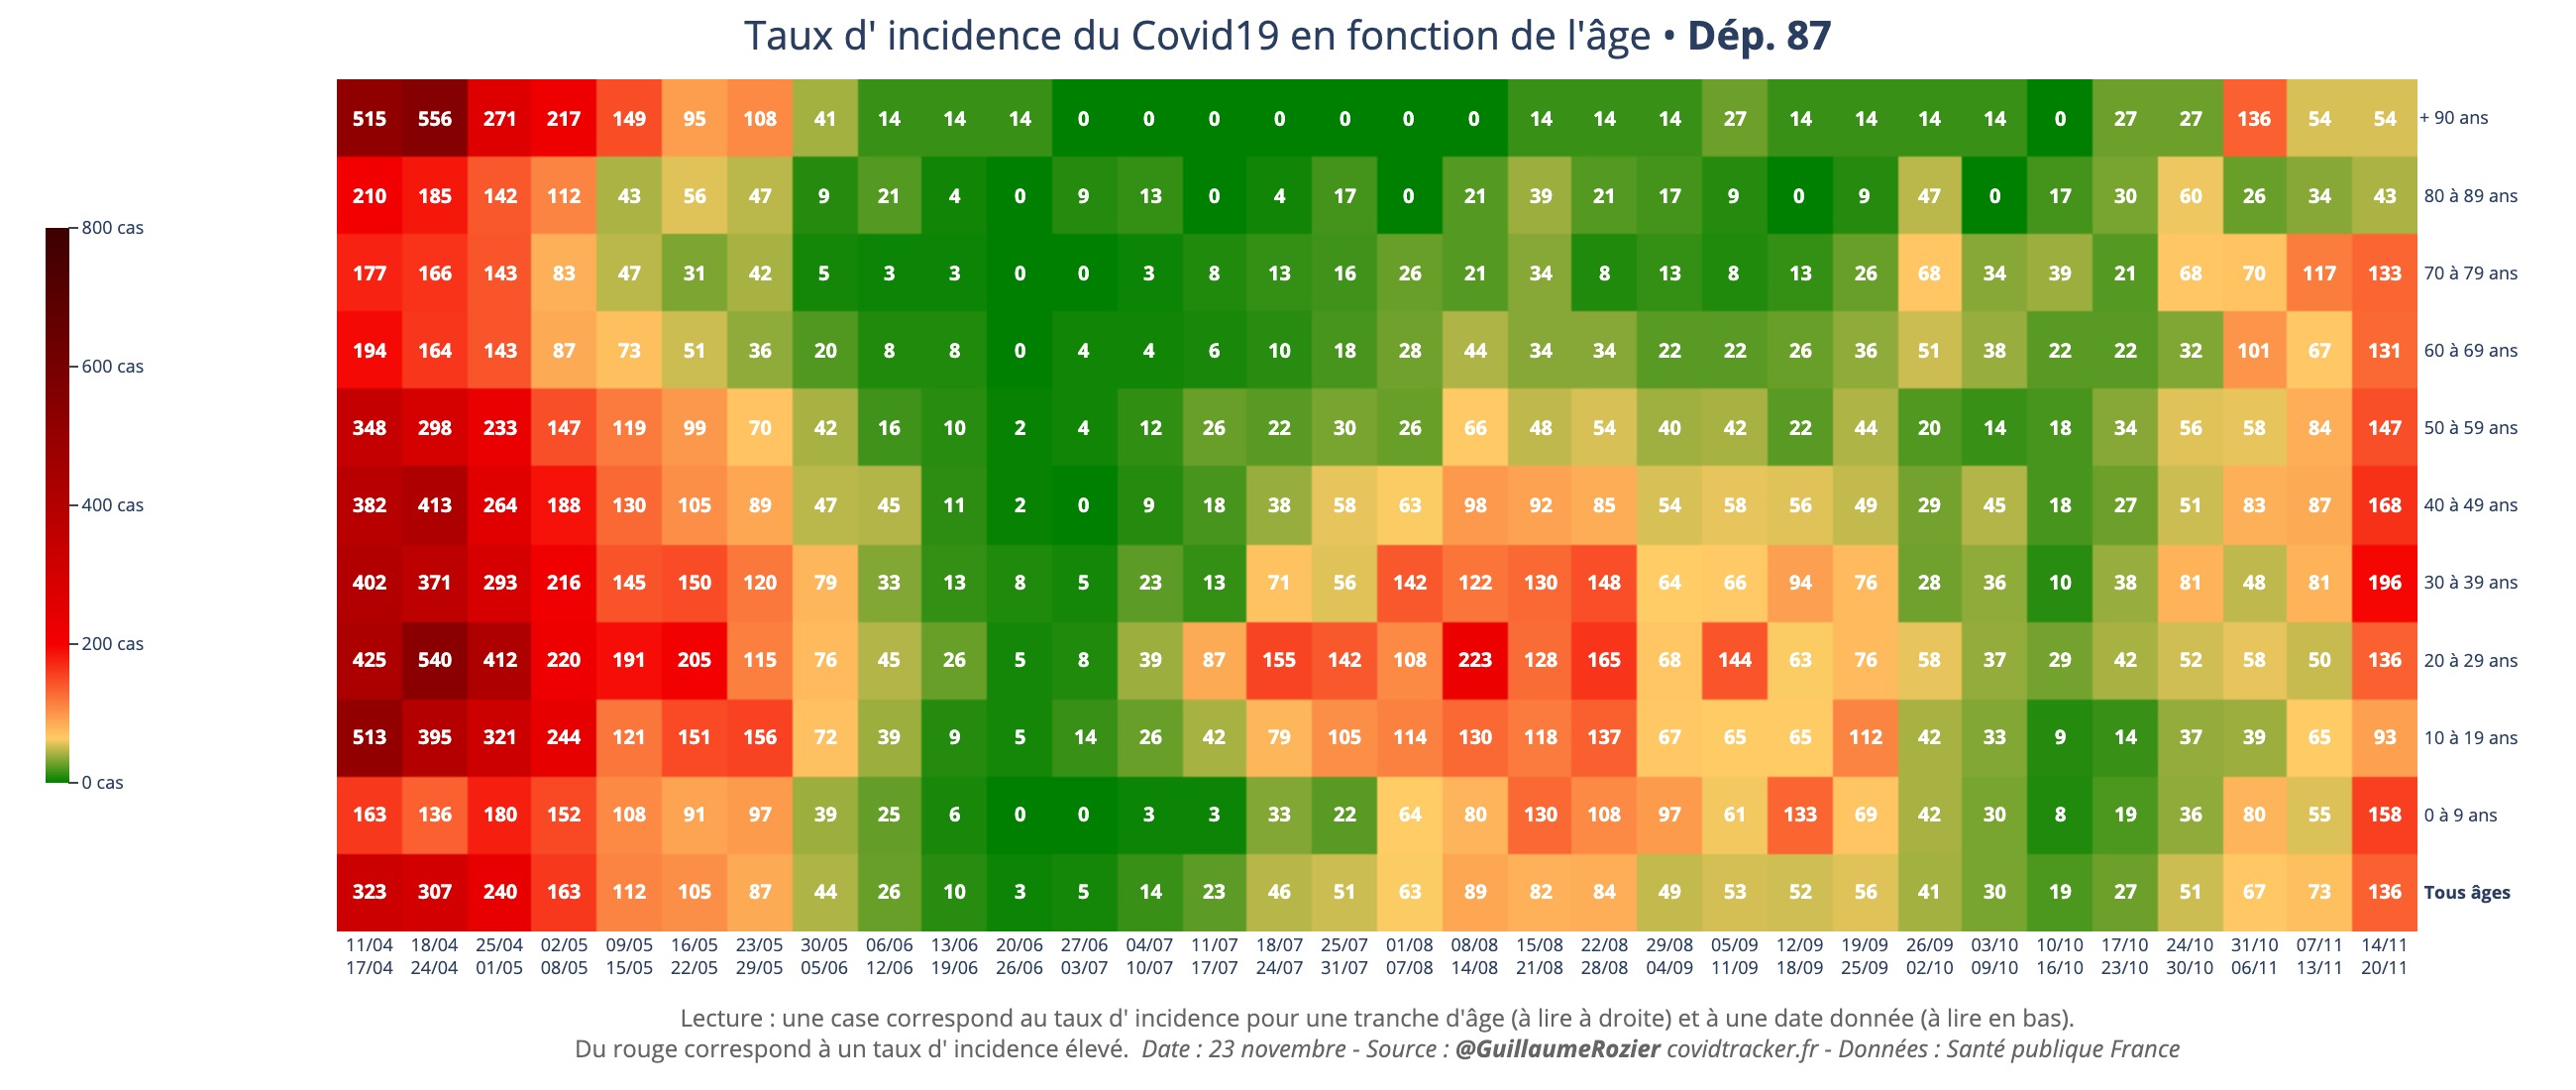 Taux d' incidence du Covid19 en fonction de l'âge • Dép. 87
800 cas
600 cas
400 cas
200 cas
0 cas
515 556 271 217 149 95 108 41 14 14 14 0 0 0 0 0 0 0 14 14 14 27 14 14 14 14 0 27 27 136 54 54 + 90 ans
210 185 142 112 43 56 47 9 21 4 0 9 13 0 4 17 0 21 39 21 17 9 0 9 47 0 17 30 60 26 34 43 80 à 89 ans
177 166 143 83 47 31 42 5 3 3 0 0 3 8 13 16 26 21 34 8 13 8 13 26 68 34 39 21 68 70 117 133 70 à 79 ans
194 164 143 87 73 51 36 20 8 8 0 4 4 6 10 18 28 44 34 34 22 22 26 36 51 38 22 22 32 101 67 131 60 à 69 ans
348 298 233 147 119 99 70 42 16 10 2 4 12 26 22 30 26 66 48 54 40 42 22 44 20 14 18 34 56 58 84 147 50 à 59 ans
382 413 264 188 130 105 89 47 45 11 2 0 9 18 38 58 63 98 92 85 54 58 56 49 29 45 18 27 51 83 87 168 40 à 49 ans
402 371 293 216 145 150 120 79 33 13 8 5 23 13 71 56 142 122 130 148 64 66 94 76 28 36 10 38 81 48 81 196 30 à 39 ans
425 540 412 220 191 205 115 76 45 26 5 8 39 87 155 142 108 223 128 165 68 144 63 76 58 37 29 42 52 58 50 136 20 à 29 ans
513 395 321 244 121 151 156 72 39 9 5 14 26 42 79 105 114 130 118 137 67 65 65 112 42 33 9 14 37 39 65 93 10 à 19 ans
163 136 180 152 108 91 97 39 25 6 0 0 3 3 33 22 64 80 130 108 97 61 133 69 42 30 8 19 36 80 55 158 0 à 9 ans
323 307 240 163 112 105 87 44 26 10 3 5 14 23 46 51 63 89 82 84 49 53 52 56 41 30 19 27 51 67 73 136 Tous âges
11/04 18/04 25/04 02/05 09/05 16/05 23/05 30/05 06/06 13/06 20/06 27/06 04/07 11/07 18/07 25/07 01/08 08/08 15/08 22/08 29/08 05/09 12/09 19/09 26/09 03/10 10/10 17/10 24/10 31/10 07/11 14/11
17/04 24/04 01/05 08/05 15/05 22/05 29/05 05/06 12/06 19/06 26/06 03/07 10/07 17/07 24/07 31/07 07/08 14/08 21/08 28/08 04/09 11/09 18/09 25/09 02/10 09/10 16/10 23/10 30/10 06/11 13/11 20/11
Lecture : une case correspond au taux d' incidence pour une tranche d'âge (à lire à droite) et à une date donnée (à lire en bas).
Du rouge correspond à un taux d' incidence élevé. Date : 23 novembre - Source : @GuillaumeRozier covidtracker.fr - Données : Santé publique France